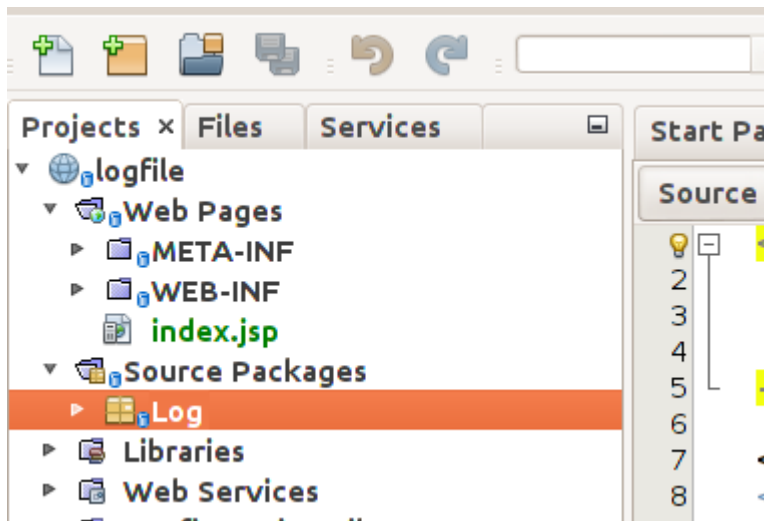 Projects × Files Services
Start Pa
logfile
Web Pages
Source
META-INF
WEB-INF
2
index.jsp
3
4
Source Packages
5
Log
6
Libraries
7
Web Services
8